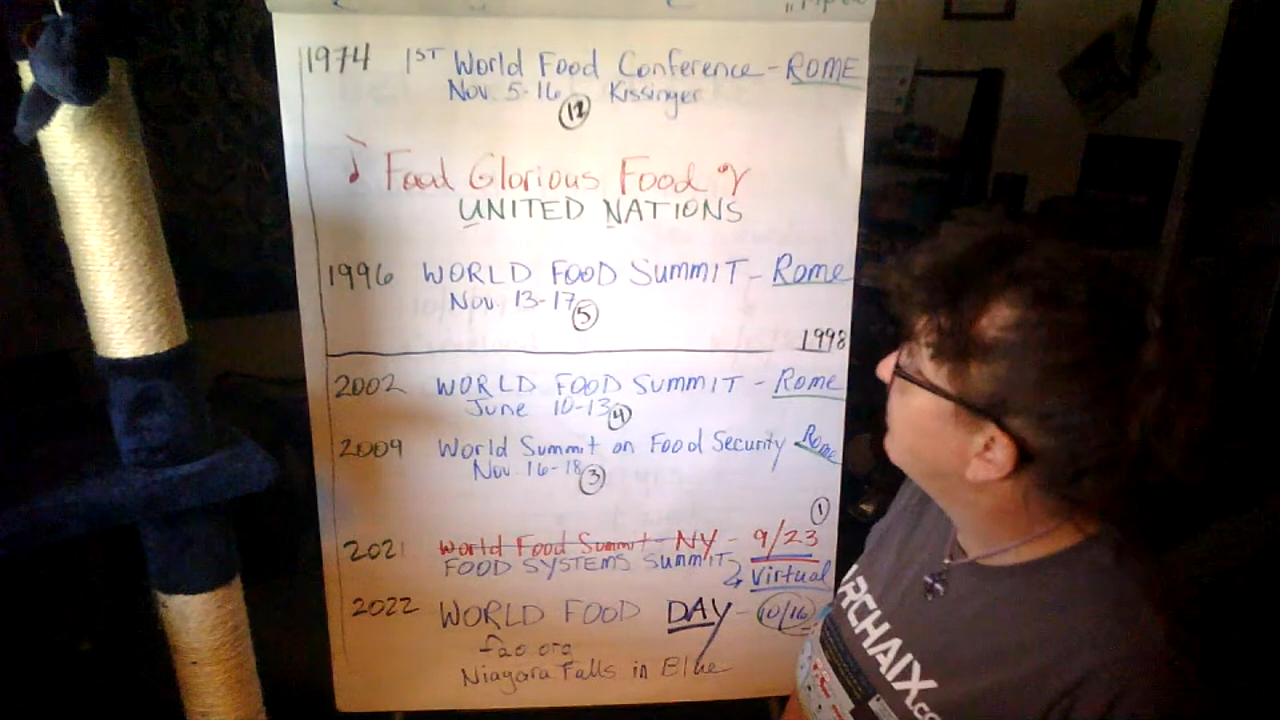 1974 1ST World Food Conference - ROME
Nov. 5-16 (12) Kissinger
Food Glorious Food
UNITED NATIONS
1996 WORLD FOOD SUMMIT - Rome
Nov. 13-17 (5)
1998
2002 WORLD FOOD SUMMIT - Rome
June 10-13 (4)
2009 World Summit on Food Security Rome
Nov. 16-18 (3)
(1)
2021 World Food Summit - NY - 9/23
FOOD SYSTEMS SUMMIT Virtual
2022 WORLD FOOD DAY - 10/16
fao org
Niagara Falls in Blue
ARCHAIX.co